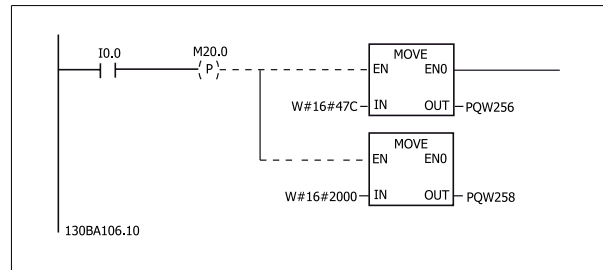 I0.0
M20.0
P
MOVE
EN EN0
W#16#47C IN OUT PQW256
MOVE
EN EN0
W#16#2000 IN OUT PQW258
130BA106.10